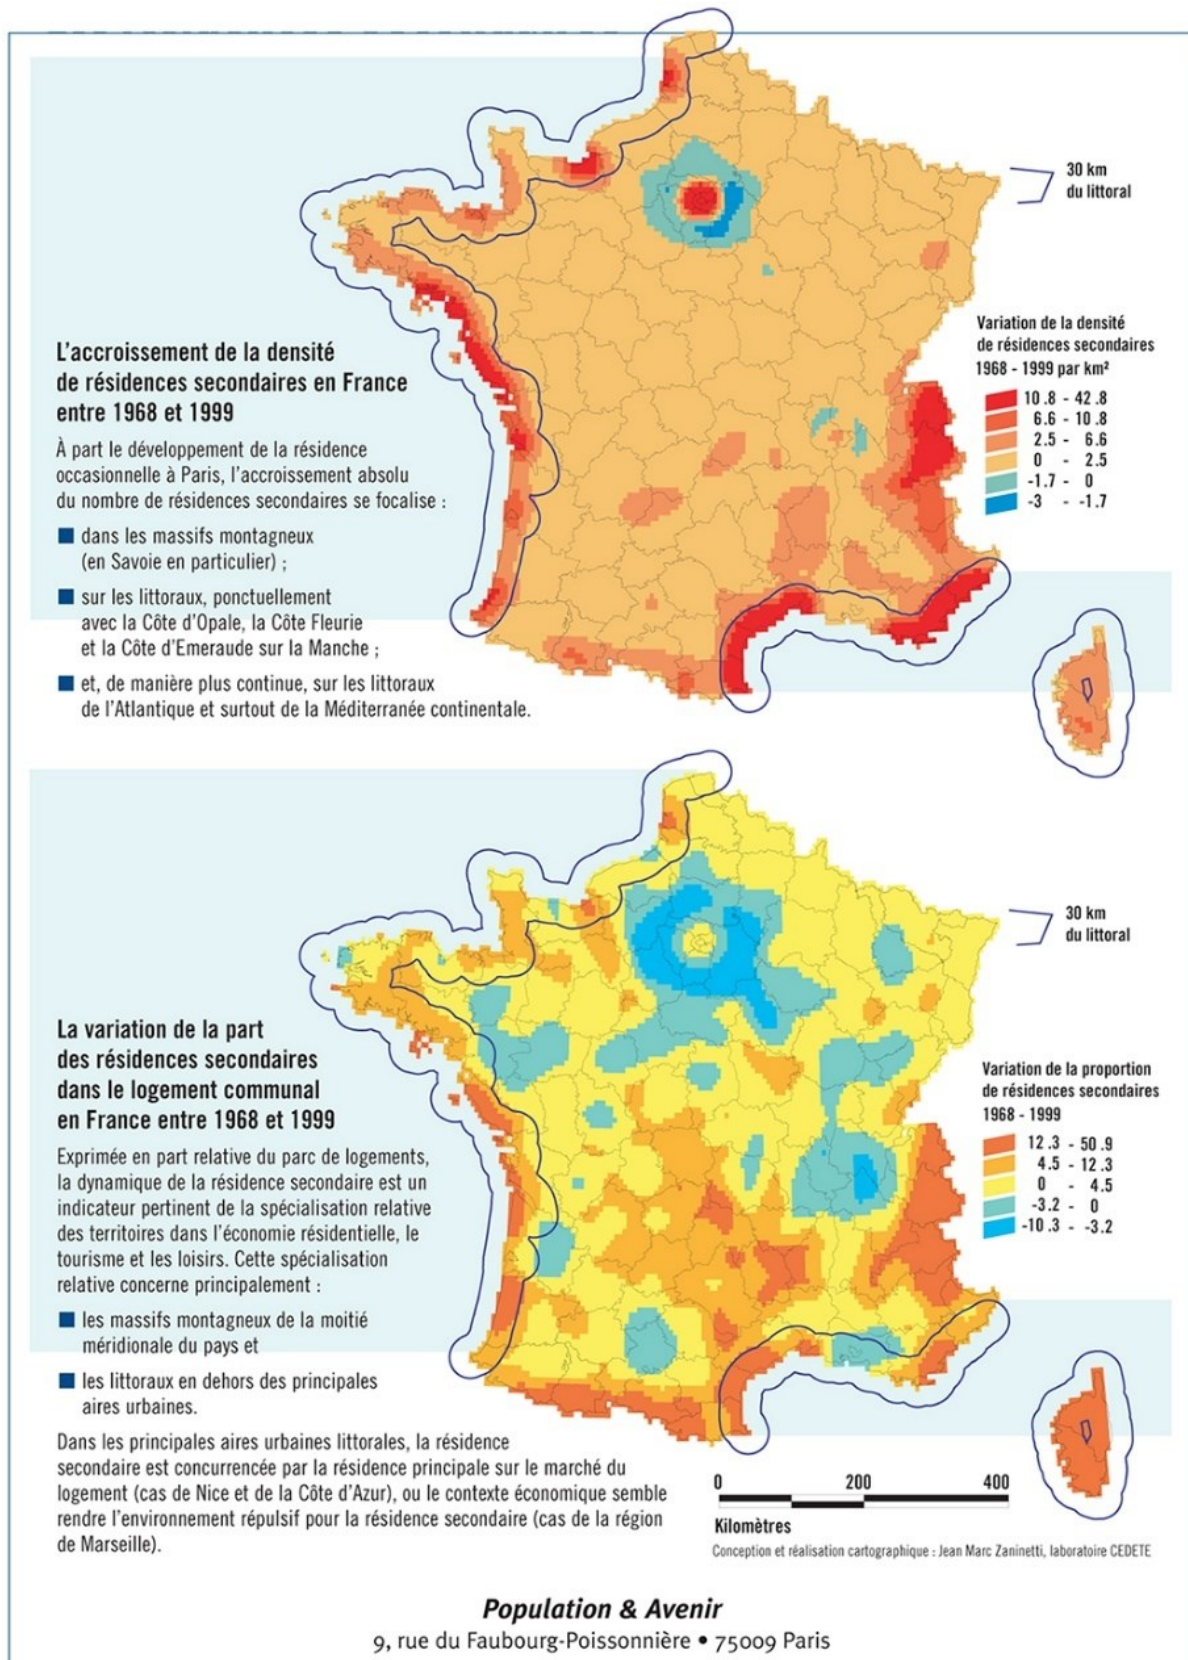 30 km
du littoral
Variation de la densité
de résidences secondaires
1968 - 1999 par km²
10.8 - 42.8
6.6 - 10.8
2.5 - 6.6
0 - 2.5
-1.7 - 0
-3 - -1.7
L'accroissement de la densité
de résidences secondaires en France
entre 1968 et 1999
À part le développement de la résidence
occasionnelle à Paris, l'accroissement absolu
du nombre de résidences secondaires se focalise :
■ dans les massifs montagneux
(en Savoie en particulier) ;
■ sur les littoraux, ponctuellement
avec la Côte d'Opale, la Côte Fleurie
et la Côte d'Emeraude sur la Manche ;
■ et, de manière plus continue, sur les littoraux
de l'Atlantique et surtout de la Méditerranée continentale.
30 km
du littoral
Variation de la proportion
de résidences secondaires
1968 - 1999
12.3 - 50.9
4.5 - 12.3
0 - 4.5
-3.2 - 0
-10.3 - -3.2
La variation de la part
des résidences secondaires
dans le logement communal
en France entre 1968 et 1999
Exprimée en part relative du parc de logements,
la dynamique de la résidence secondaire est un
indicateur pertinent de la spécialisation relative
des territoires dans l'économie résidentielle, le
tourisme et les loisirs. Cette spécialisation
relative concerne principalement :
■ les massifs montagneux de la moitié
méridionale du pays et
■ les littoraux en dehors des principales
aires urbaines.
Dans les principales aires urbaines littorales, la résidence
secondaire est concurrencée par la résidence principale sur le marché du
logement (cas de Nice et de la Côte d'Azur), ou le contexte économique semble
rendre l'environnement répulsif pour la résidence secondaire (cas de la région
de Marseille).
0 200 400
Kilomètres
Conception et réalisation cartographique : Jean Marc Zaninetti, laboratoire CEDETE
Population & Avenir
9, rue du Faubourg-Poissonnière • 75009 Paris